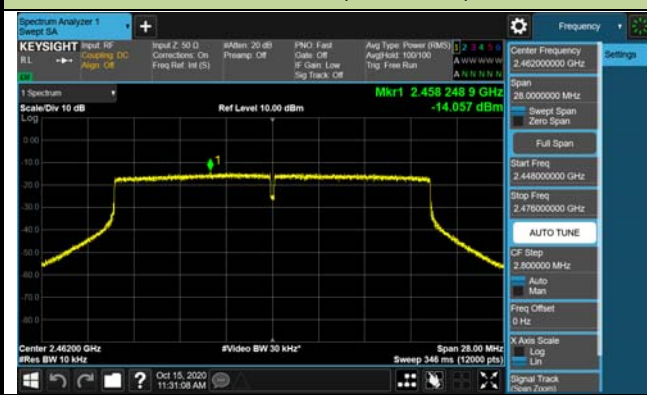 Spectrum Analyzer 1
Swept SA
Frequency
KEYSIGHT
RL
Input: RF
Coupling: DC
Align: Off
Input Z: 50 Ω
Corrections: On
Freq Ref: Int (S)
#Atten: 20 dB
Preamp: Off
PNO: Fast
Gate: Off
IF Gain: Low
Sig Track: Off
Avg Type: Power (RMS)
Avg|Hold: 100/100
Trig: Free Run
1 2 3 4 5 6
A W W W W W
A N N N N N
1 Spectrum
Scale/Div 10 dB
Log
Ref Level 10.00 dBm
Mkr1 2.458 248 9 GHz
-14.057 dBm
1
0.00
-10.0
-20.0
-30.0
-40.0
-50.0
-60.0
-70.0
-80.0
Center 2.46200 GHz
#Res BW 10 kHz
#Video BW 30 kHz*
Span 28.00 MHz
Sweep 346 ms (12000 pts)
Oct 15, 2020
11:31:08 AM
Center Frequency
2.462000000 GHz
Span
28.0000000 MHz
Swept Span
Zero Span
Full Span
Start Freq
2.448000000 GHz
Stop Freq
2.476000000 GHz
AUTO TUNE
CF Step
2.800000 MHz
Auto
Man
Freq Offset
0 Hz
X Axis Scale
Log
Lin
Signal Track
(Span Zoom)
Settings